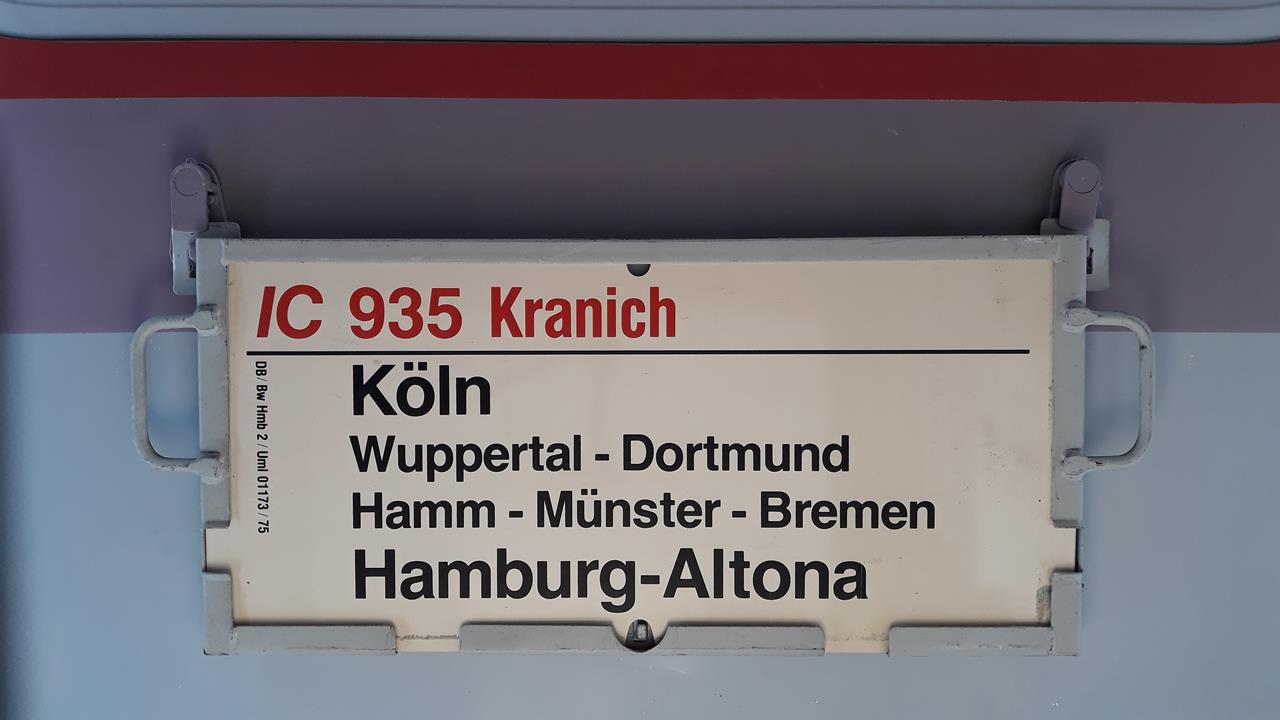 IC 935 Kranich
Köln
Wuppertal - Dortmund
Hamm - Münster - Bremen
Hamburg-Altona
DB/ Bw Hmb 2 / Uml 01173 / 75